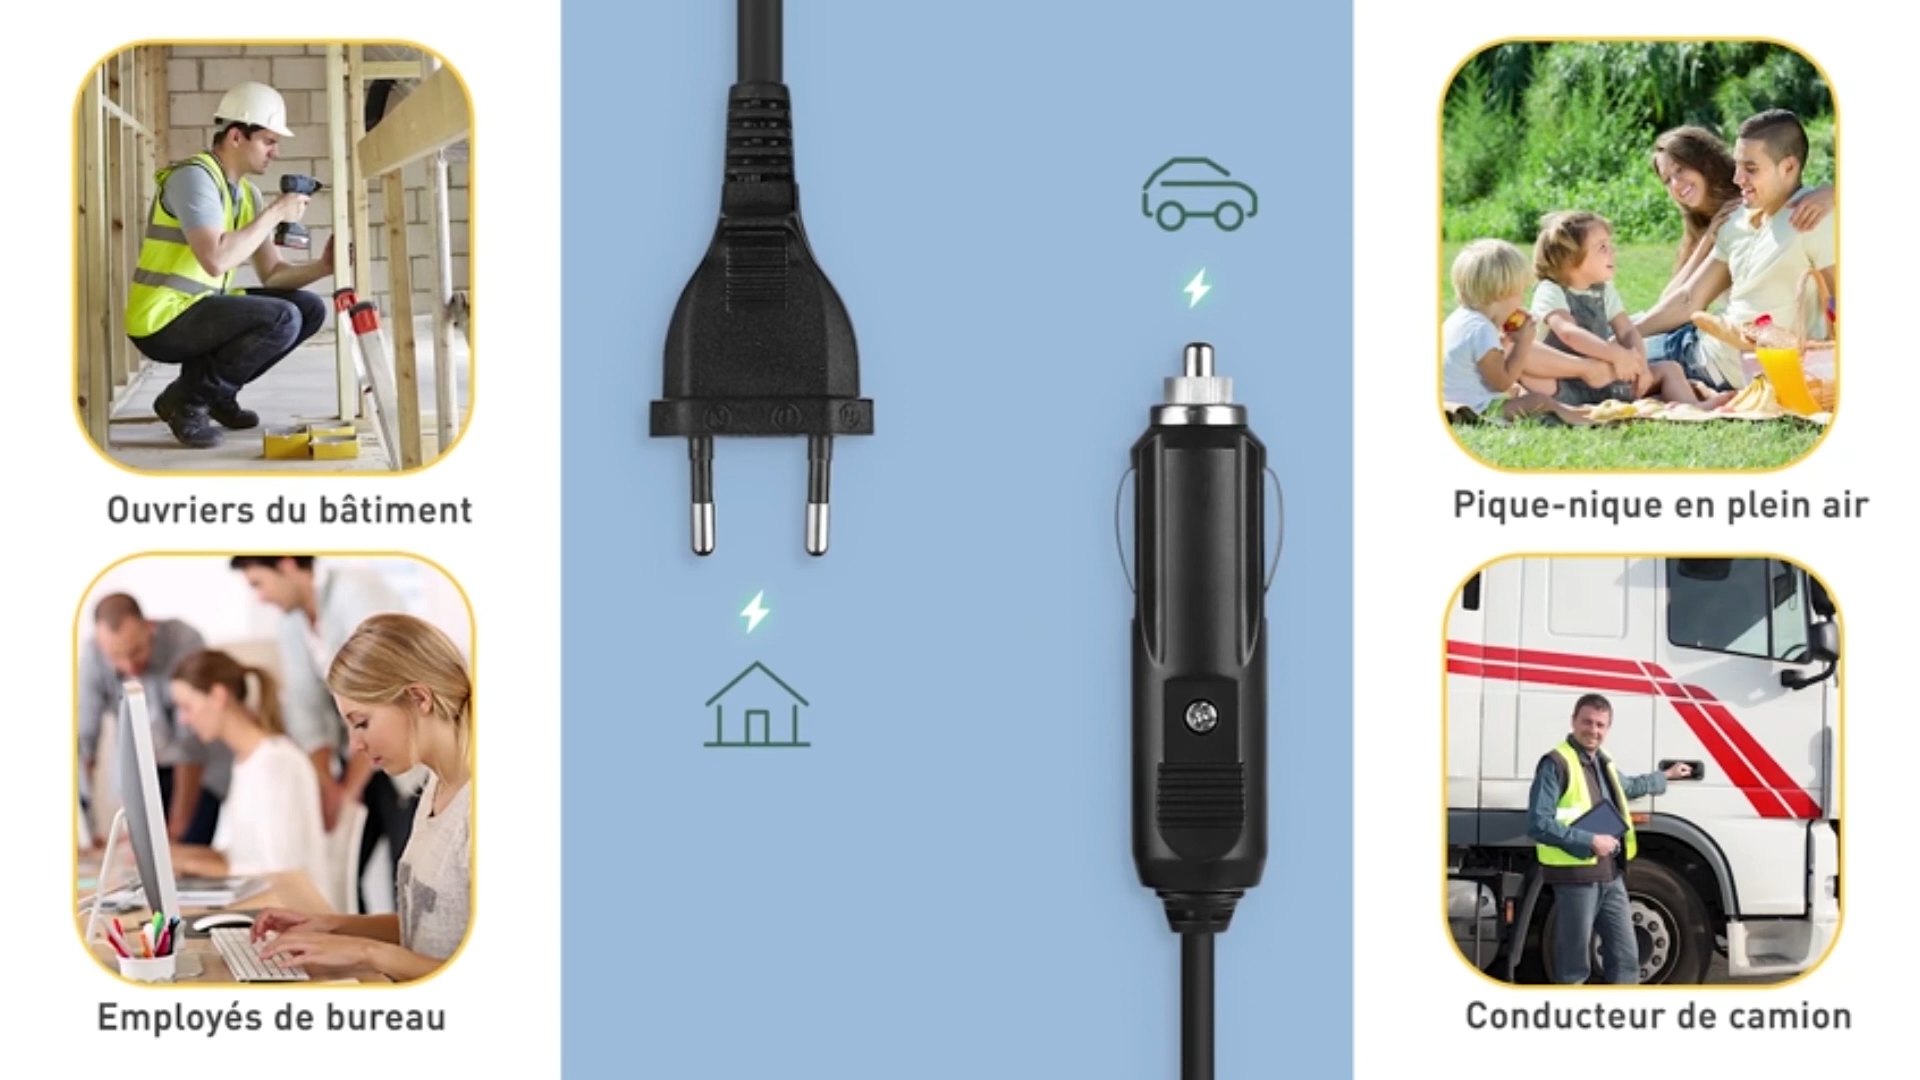 Ouvriers du bâtiment
Pique-nique en plein air
Employés de bureau
Conducteur de camion